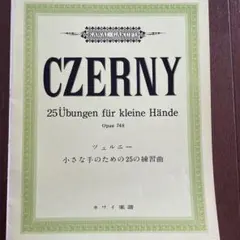 KAWAI-GAKUFU
CZERNY
25 Übungen für kleine Hände
Opus 748
ツェルニー
小さな手のための25の練習曲
カワイ楽譜